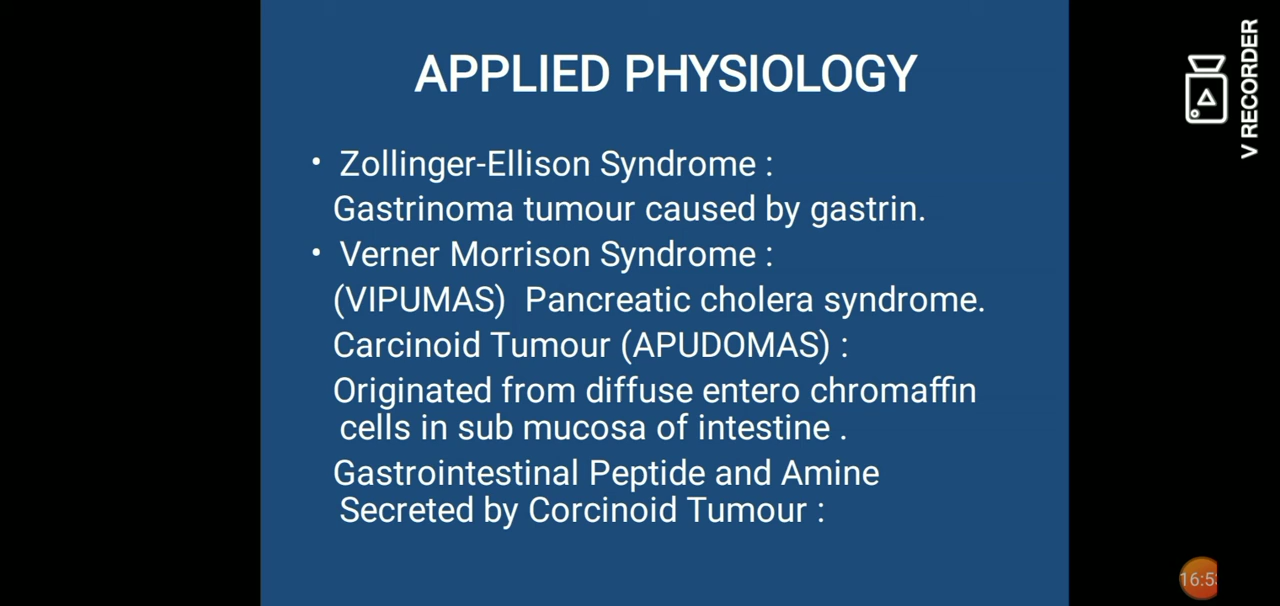 APPLIED PHYSIOLOGY
• Zollinger-Ellison Syndrome :
Gastrinoma tumour caused by gastrin.
• Verner Morrison Syndrome :
(VIPUMAS) Pancreatic cholera syndrome.
Carcinoid Tumour (APUDOMAS) :
Originated from diffuse entero chromaffin
cells in sub mucosa of intestine .
Gastrointestinal Peptide and Amine
Secreted by Corcinoid Tumour :
V RECORDER